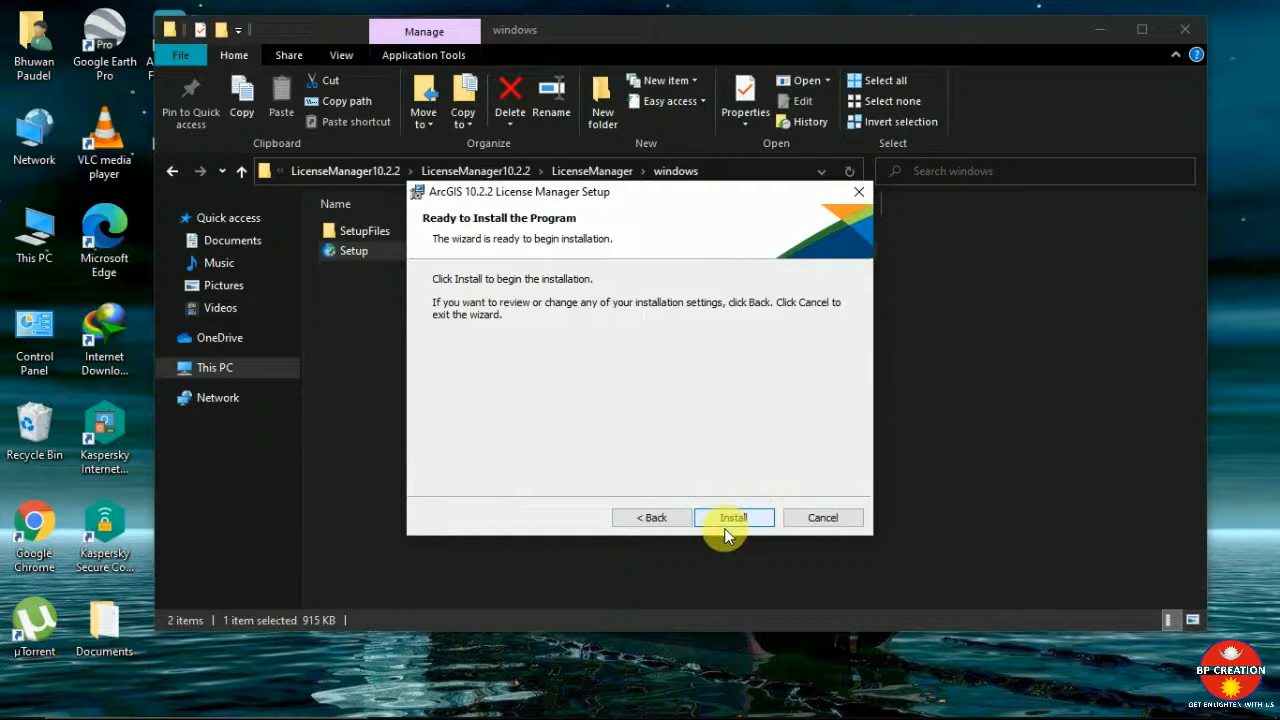 Manage
windows
File
Home
Share
View
Application Tools
Pin to Quick access
Copy
Paste
Cut
Copy path
Paste shortcut
Clipboard
Move to
Copy to
Delete
Rename
Organize
New folder
New item
Easy access
New
Properties
Open
Edit
History
Open
Select all
Select none
Invert selection
Select
« LicenseManager10.2.2 > LicenseManager10.2.2 > LicenseManager > windows
Search windows
Quick access
Documents
Music
Pictures
Videos
OneDrive
This PC
Network
Name
SetupFiles
Setup
ArcGIS 10.2.2 License Manager Setup
Ready to Install the Program
The wizard is ready to begin installation.
Click Install to begin the installation.
If you want to review or change any of your installation settings, click Back. Click Cancel to
exit the wizard.
< Back
Install
Cancel
2 items
1 item selected 915 KB
Bhuwan
Paudel
Pro
Google Earth
Pro
Network
VLC media
player
This PC
Microsoft
Edge
Control
Panel
Internet
Downlo...
Recycle Bin
Kaspersky
Internet...
Google
Chrome
Kaspersky
Secure Co...
µTorrent
Documents
BP CREATION
GET ENLIGHTEN WITH US